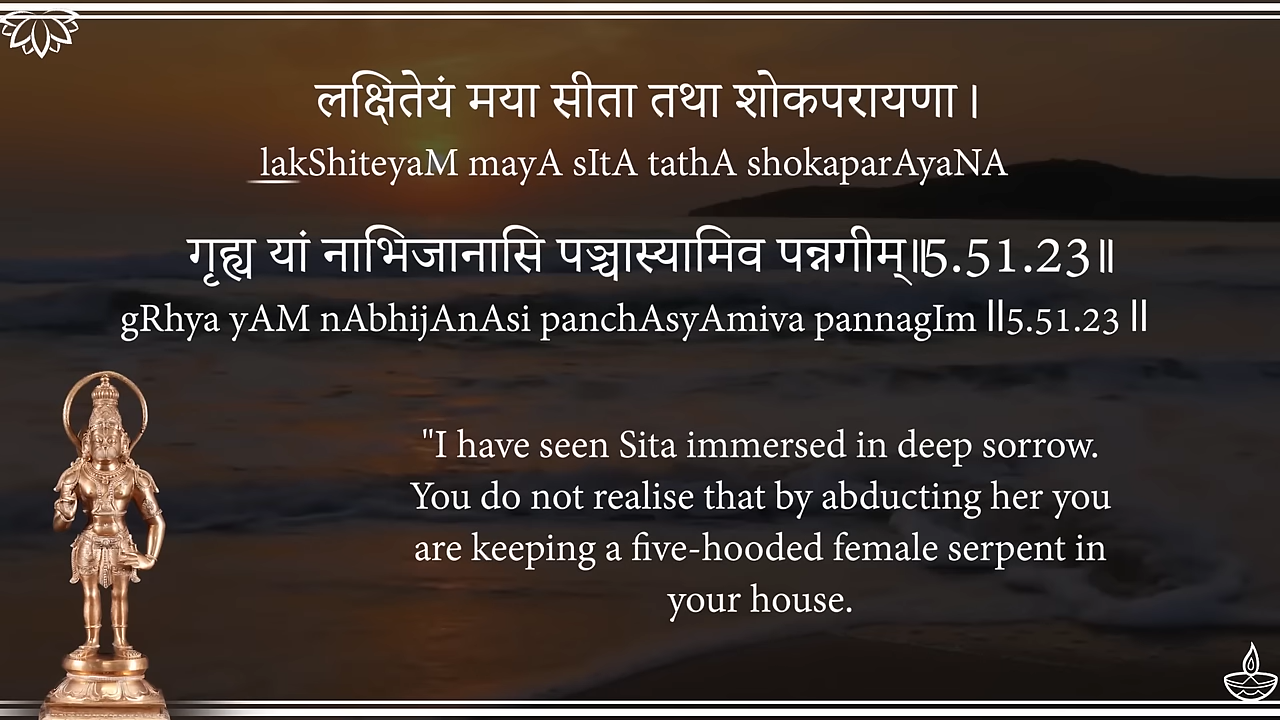 लक्षितेयं मया सीता तथा शोकपरायणा।
lakShiteyaM mayA sItA tathA shokaparAyaNA
गृह्य यां नाभिजानासि पञ्चास्यामिव पन्नगीम्॥5.51.23॥
gRhya yAM nAbhijAnAsi panchAsyAmiva pannagIm ||5.51.23 ||
"I have seen Sita immersed in deep sorrow.
You do not realise that by abducting her you
are keeping a five-hooded female serpent in
your house.